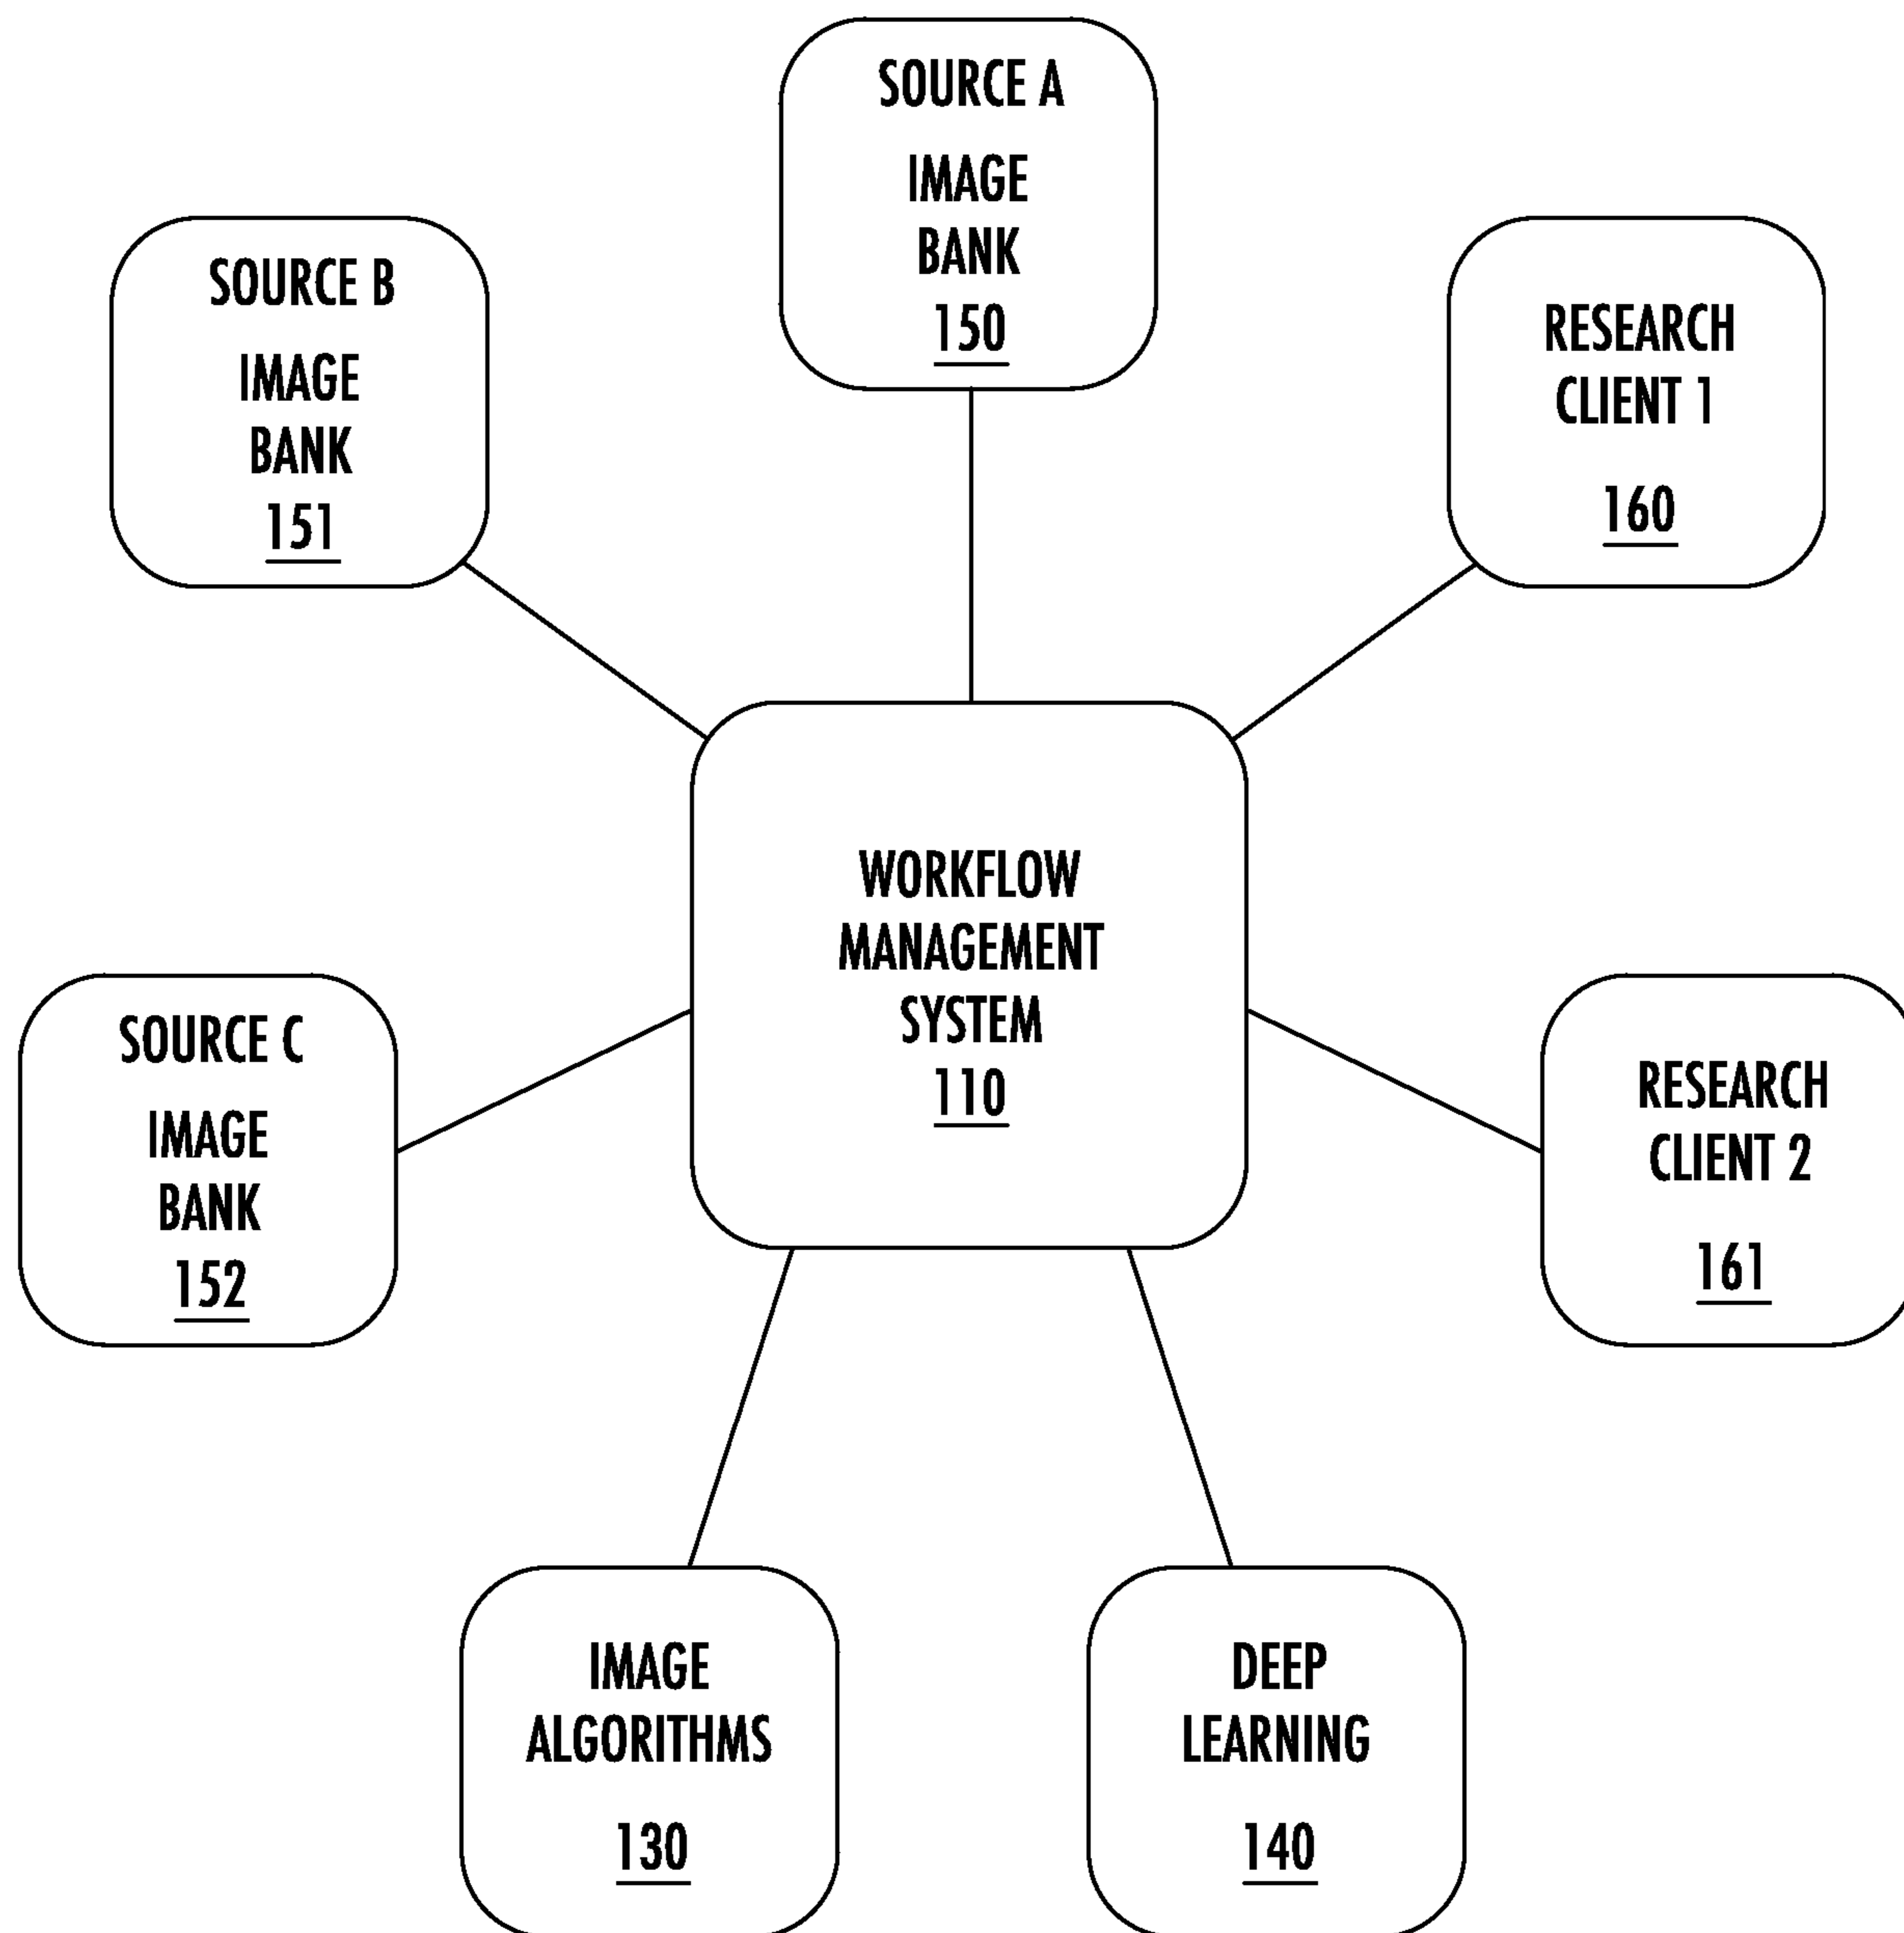 SOURCE A
IMAGE
BANK
150
SOURCE B
IMAGE
BANK
151
RESEARCH
CLIENT 1
160
WORKFLOW
MANAGEMENT
SYSTEM
110
SOURCE C
IMAGE
BANK
152
RESEARCH
CLIENT 2
161
IMAGE
ALGORITHMS
130
DEEP
LEARNING
140